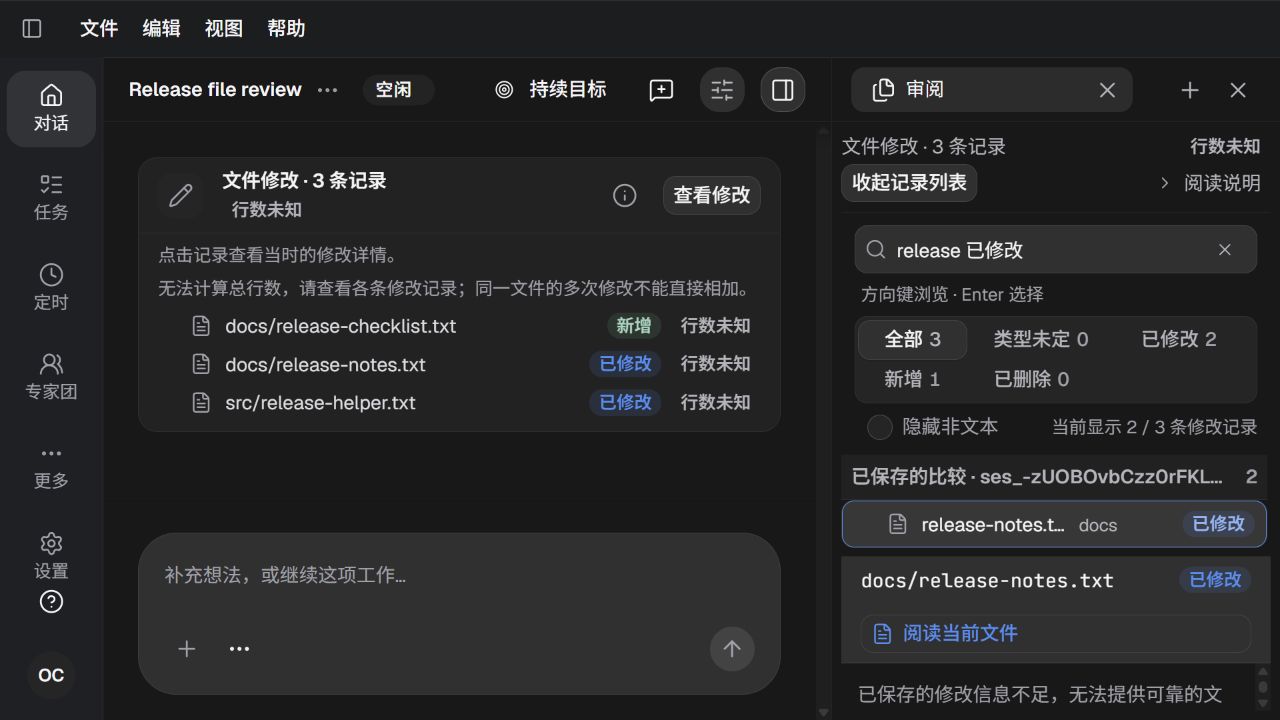 文件 编辑 视图 帮助
对话
任务
定时
专家团
更多
设置
OC
Release file review ··· 空闲 持续目标
文件修改 · 3 条记录
行数未知
查看修改
点击记录查看当时的修改详情。
无法计算总行数，请查看各条修改记录；同一文件的多次修改不能直接相加。
docs/release-checklist.txt 新增 行数未知
docs/release-notes.txt 已修改 行数未知
src/release-helper.txt 已修改 行数未知
补充想法，或继续这项工作...
审阅
文件修改 · 3 条记录 行数未知
收起记录列表 阅读说明
release 已修改
方向键浏览 · Enter 选择
全部 3 类型未定 0 已修改 2
新增 1 已删除 0
隐藏非文本 当前显示 2 / 3 条修改记录
已保存的比较 · ses_-zUOBOvbCzz0rFKL... 2
release-notes.t... docs 已修改
docs/release-notes.txt 已修改
阅读当前文件
已保存的修改信息不足，无法提供可靠的文